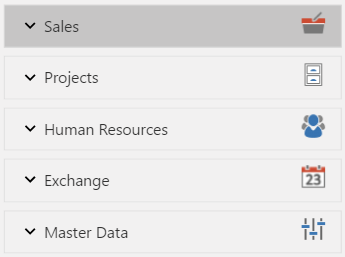 Sales
Projects
Human Resources
Exchange
23
Master Data